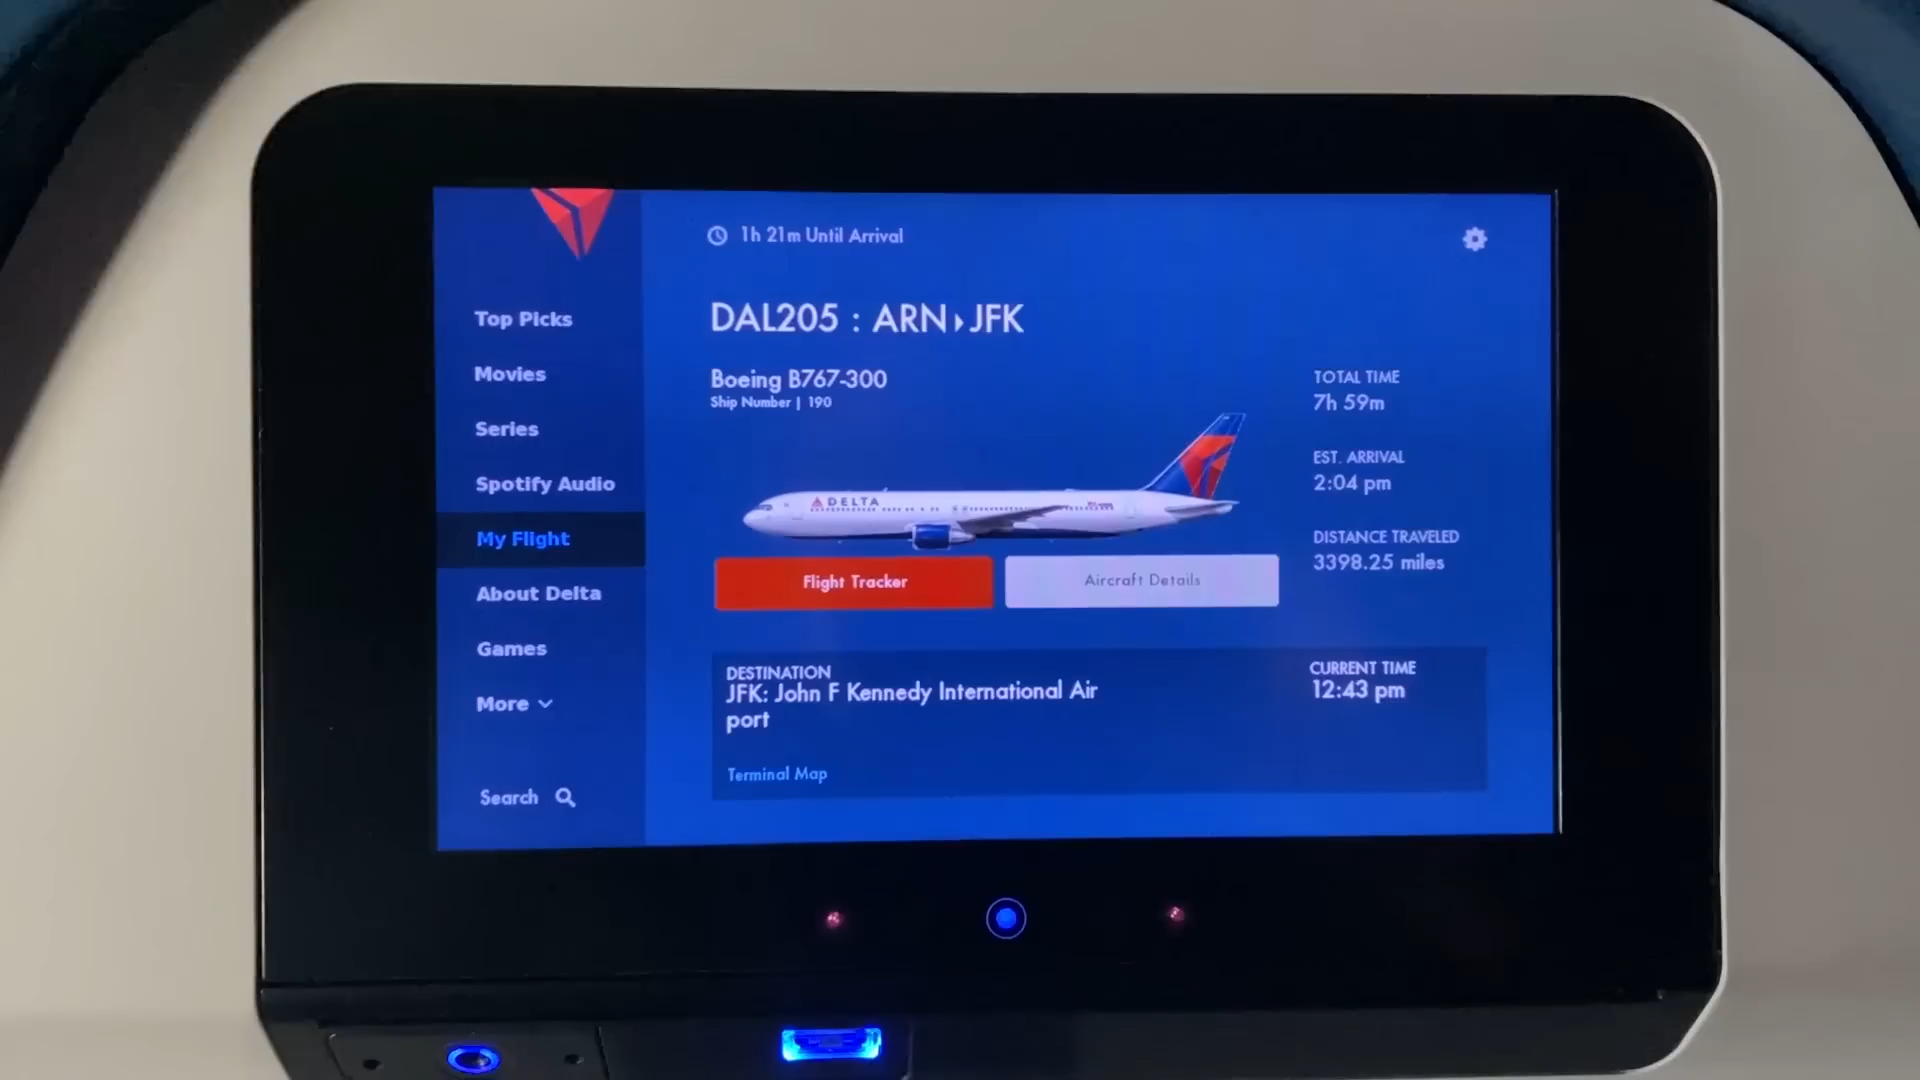 1h 21m Until Arrival
DAL205 : ARN▸JFK
Top Picks
Movies
Series
Spotify Audio
My Flight
About Delta
Games
More
Search
Boeing B767-300
Ship Number | 190
DELTA
Flight Tracker
Aircraft Details
TOTAL TIME
7h 59m
EST. ARRIVAL
2:04 pm
DISTANCE TRAVELED
3398.25 miles
DESTINATION
JFK: John F Kennedy International Air
port
Terminal Map
CURRENT TIME
12:43 pm